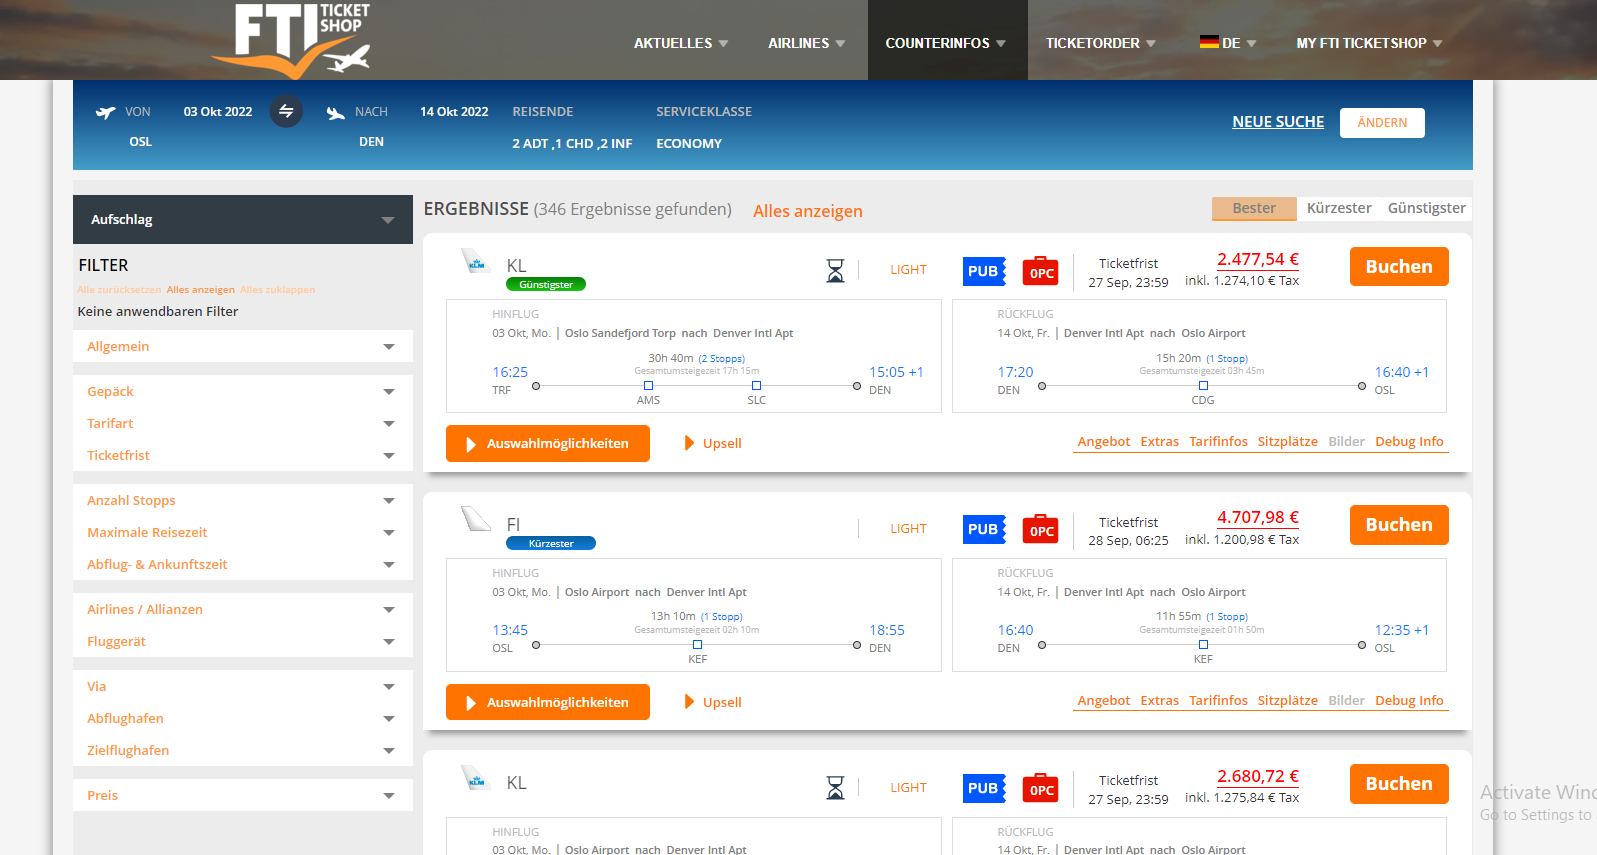 FTI TICKET SHOP
AKTUELLES AIRLINES COUNTERINFOS TICKETORDER DE MY FTI TICKETSHOP
VON 03 Okt 2022 NACH 14 Okt 2022 REISENDE SERVICEKLASSE
OSL DEN 2 ADT ,1 CHD ,2 INF ECONOMY
NEUE SUCHE ÄNDERN
Aufschlag
FILTER
Alle zurücksetzen Alles anzeigen Alles zuklappen
Keine anwendbaren Filter
Allgemein
Gepäck
Tarifart
Ticketfrist
Anzahl Stopps
Maximale Reisezeit
Abflug- & Ankunftszeit
Airlines / Allianzen
Fluggerät
Via
Abflughafen
Zielflughafen
Preis
ERGEBNISSE (346 Ergebnisse gefunden) Alles anzeigen
Bester Kürzester Günstigster
KLM KL LIGHT PUB 0PC Ticketfrist 2.477,54 € Buchen
Günstigster 27 Sep, 23:59 inkl. 1.274,10 € Tax
HINFLUG
03 Okt, Mo. | Oslo Sandefjord Torp nach Denver Intl Apt
30h 40m (2 Stopps)
16:25 Gesamtumsteigezeit 17h 15m 15:05 +1
TRF DEN
AMS SLC
RÜCKFLUG
14 Okt, Fr. | Denver Intl Apt nach Oslo Airport
15h 20m (1 Stopp)
17:20 Gesamtumsteigezeit 03h 45m 16:40 +1
DEN OSL
CDG
Auswahlmöglichkeiten Upsell
Angebot Extras Tarifinfos Sitzplätze Bilder Debug Info
FI LIGHT PUB 0PC Ticketfrist 4.707,98 € Buchen
Kürzester 28 Sep, 06:25 inkl. 1.200,98 € Tax
HINFLUG
03 Okt, Mo. | Oslo Airport nach Denver Intl Apt
13h 10m (1 Stopp)
13:45 Gesamtumsteigezeit 02h 10m 18:55
OSL DEN
KEF
RÜCKFLUG
14 Okt, Fr. | Denver Intl Apt nach Oslo Airport
11h 55m (1 Stopp)
16:40 Gesamtumsteigezeit 01h 50m 12:35 +1
DEN OSL
KEF
Auswahlmöglichkeiten Upsell
Angebot Extras Tarifinfos Sitzplätze Bilder Debug Info
KLM KL LIGHT PUB 0PC Ticketfrist 2.680,72 € Buchen
27 Sep, 23:59 inkl. 1.275,84 € Tax
HINFLUG
03 Okt, Mo. | Oslo Airport nach Denver Intl Apt
RÜCKFLUG
14 Okt, Fr. | Denver Intl Apt nach Oslo Airport
Activate Wind
Go to Settings to